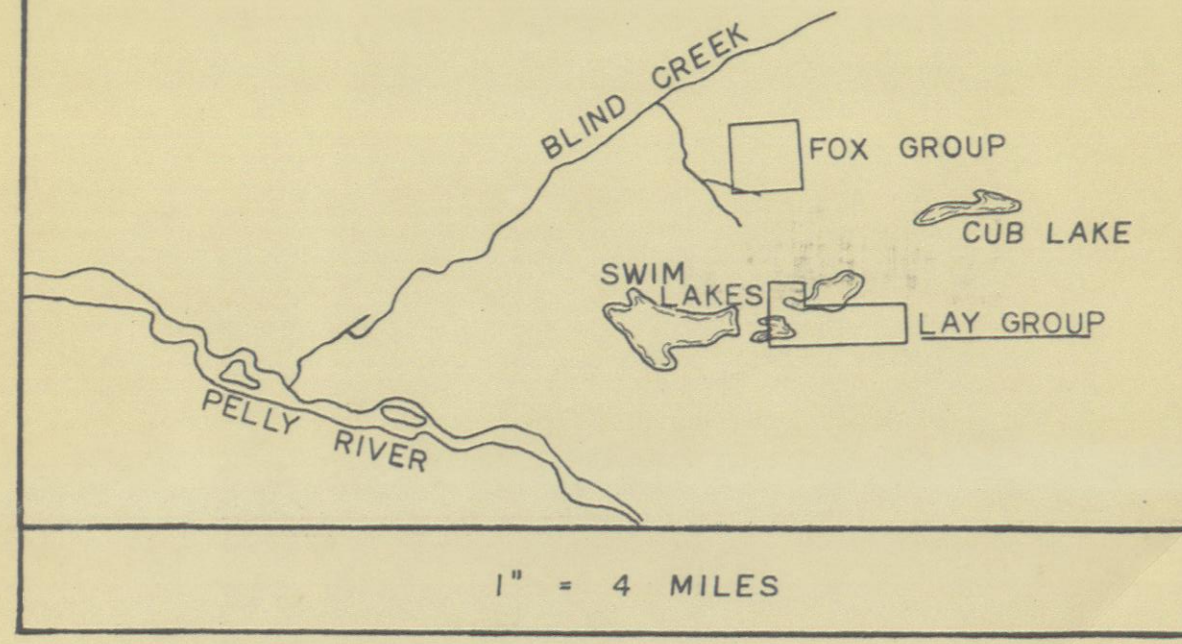 BLIND CREEK
FOX GROUP
CUB LAKE
SWIM
LAKES
LAY GROUP
PELLY RIVER
1" = 4 MILES